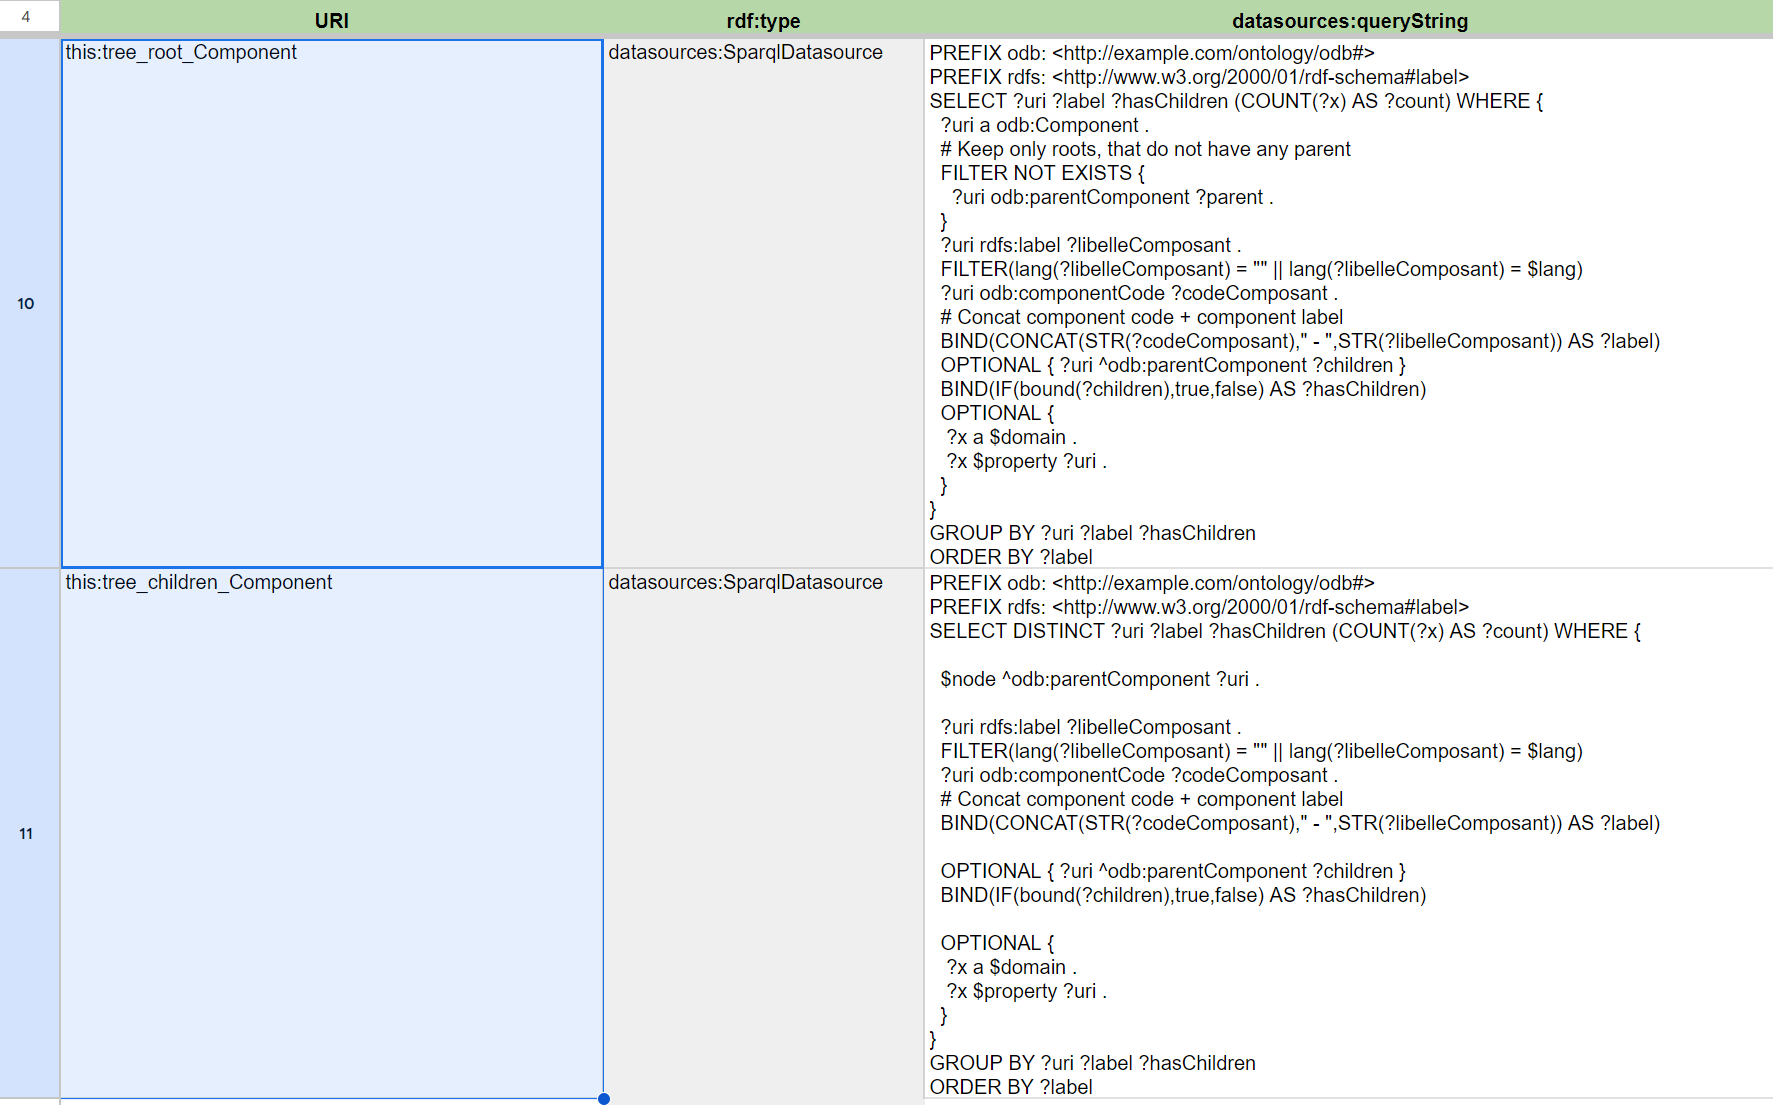 4
URI
rdf:type
datasources:queryString
10
this:tree_root_Component
datasources:SparqlDatasource
PREFIX odb: <http://example.com/ontology/odb#>
PREFIX rdfs: <http://www.w3.org/2000/01/rdf-schema#label>
SELECT ?uri ?label ?hasChildren (COUNT(?x) AS ?count) WHERE {
?uri a odb:Component .
# Keep only roots, that do not have any parent
FILTER NOT EXISTS {
?uri odb:parentComponent ?parent .
}
?uri rdfs:label ?libelleComposant .
FILTER(lang(?libelleComposant) = "" || lang(?libelleComposant) = $lang)
?uri odb:componentCode ?codeComposant .
# Concat component code + component label
BIND(CONCAT(STR(?codeComposant)," - ",STR(?libelleComposant)) AS ?label)
OPTIONAL { ?uri ^odb:parentComponent ?children }
BIND(IF(bound(?children),true,false) AS ?hasChildren)
OPTIONAL {
?x a $domain .
?x $property ?uri .
}
}
GROUP BY ?uri ?label ?hasChildren
ORDER BY ?label
11
this:tree_children_Component
datasources:SparqlDatasource
PREFIX odb: <http://example.com/ontology/odb#>
PREFIX rdfs: <http://www.w3.org/2000/01/rdf-schema#label>
SELECT DISTINCT ?uri ?label ?hasChildren (COUNT(?x) AS ?count) WHERE {
$node ^odb:parentComponent ?uri .
?uri rdfs:label ?libelleComposant .
FILTER(lang(?libelleComposant) = "" || lang(?libelleComposant) = $lang)
?uri odb:componentCode ?codeComposant .
# Concat component code + component label
BIND(CONCAT(STR(?codeComposant)," - ",STR(?libelleComposant)) AS ?label)
OPTIONAL { ?uri ^odb:parentComponent ?children }
BIND(IF(bound(?children),true,false) AS ?hasChildren)
OPTIONAL {
?x a $domain .
?x $property ?uri .
}
}
GROUP BY ?uri ?label ?hasChildren
ORDER BY ?label